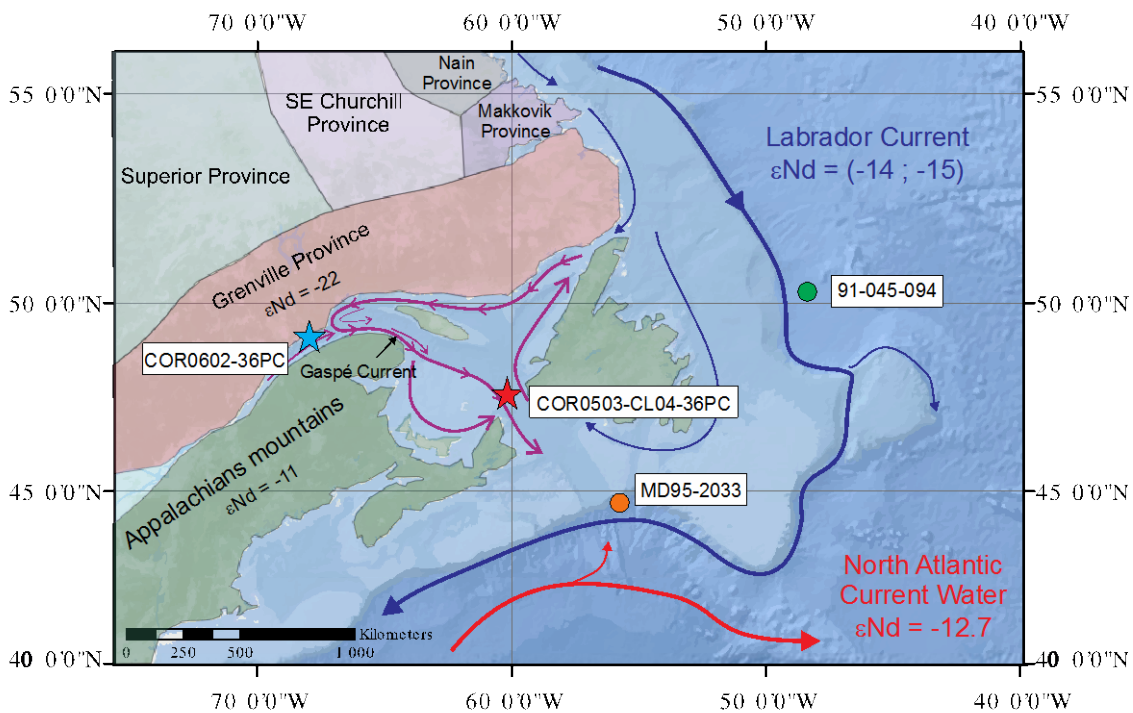 70 0'0"W
60 0'0"W
50 0'0"W
40 0'0"W
55 0'0"N
55 0'0"N
Nain
Province
SE Churchill
Province
Makkovik
Province
Labrador Current
εNd = (-14 ; -15)
Superior Province
Grenville Province
εNd = -22
91-045-094
50 0'0"N
50 0'0"N
COR0602-36PC
Gaspé Current
COR0503-CL04-36PC
Appalachians mountains
εNd = -11
45 0'0"N
45 0'0"N
MD95-2033
North Atlantic
Current Water
εNd = -12.7
Kilometers
0 250 500 1 000
40 0'0"N
40 0'0"N
70 0'0"W
60 0'0"W
50 0'0"W
40 0'0"W